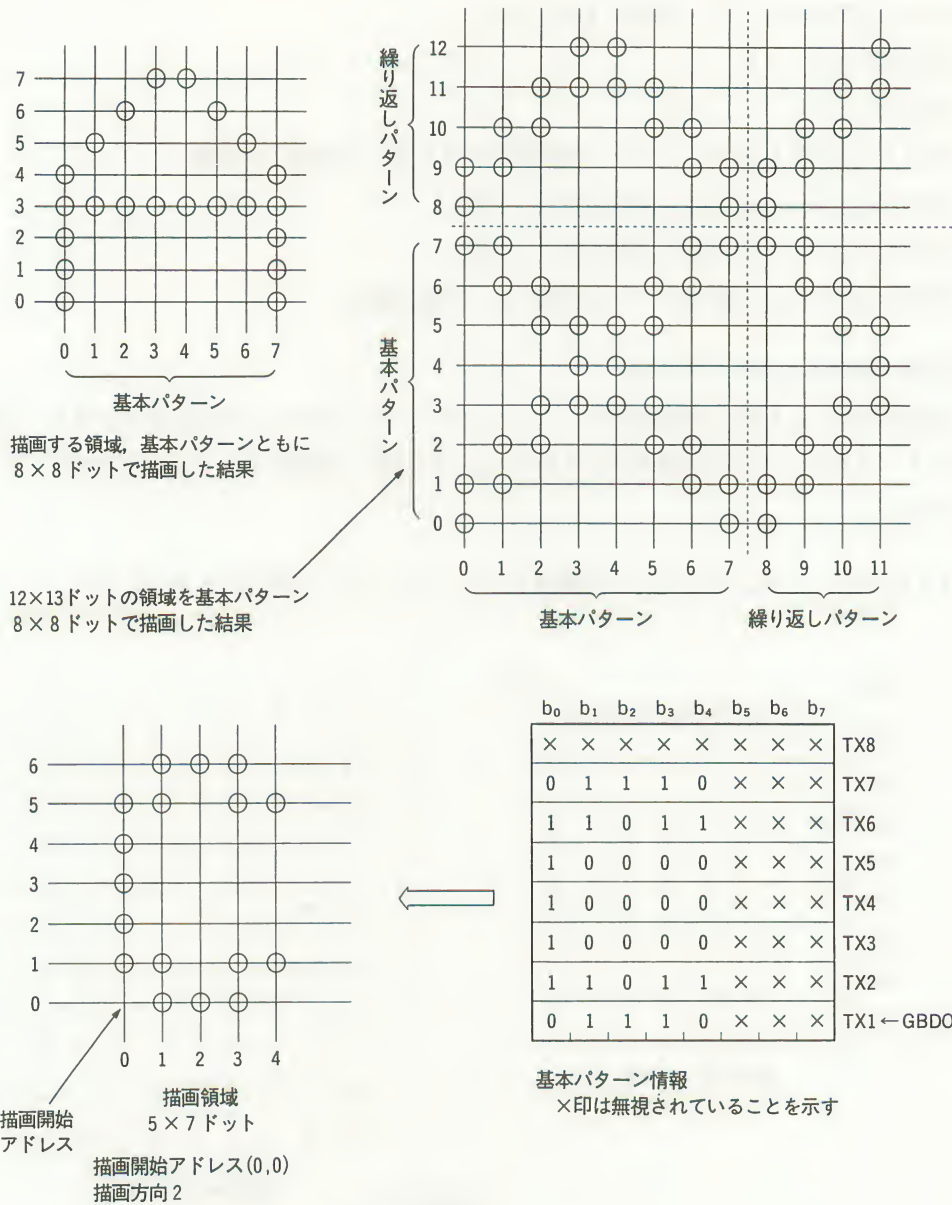 7
6
5
4
3
2
1
0
0 1 2 3 4 5 6 7
基本パターン
描画する領域，基本パターンともに
8×8ドットで描画した結果
12×13ドットの領域を基本パターン
8×8ドットで描画した結果
繰り返しパターン
基本パターン
12
11
10
9
8
7
6
5
4
3
2
1
0
0 1 2 3 4 5 6 7 8 9 10 11
基本パターン 繰り返しパターン
6
5
4
3
2
1
0
0 1 2 3 4
描画開始
アドレス
描画領域
5×7ドット
描画開始アドレス(0,0)
描画方向2
b0 b1 b2 b3 b4 b5 b6 b7
× × × × × × × × TX8
0 1 1 1 0 × × × TX7
1 1 0 1 1 × × × TX6
1 0 0 0 0 × × × TX5
1 0 0 0 0 × × × TX4
1 0 0 0 0 × × × TX3
1 1 0 1 1 × × × TX2
0 1 1 1 0 × × × TX1←GBDO
基本パターン情報
×印は無視されていることを示す